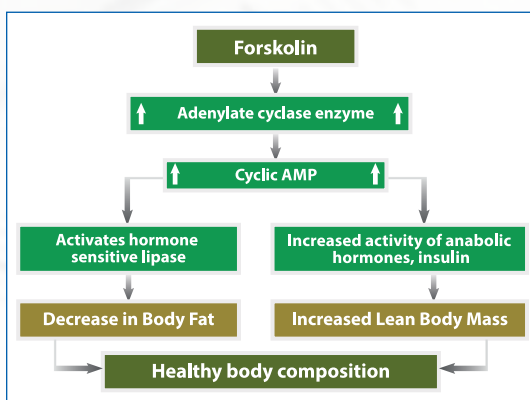 Forskolin
Adenylate cyclase enzyme
Cyclic AMP
Activates hormone
sensitive lipase
Increased activity of anabolic
hormones, insulin
Decrease in Body Fat
Increased Lean Body Mass
Healthy body composition